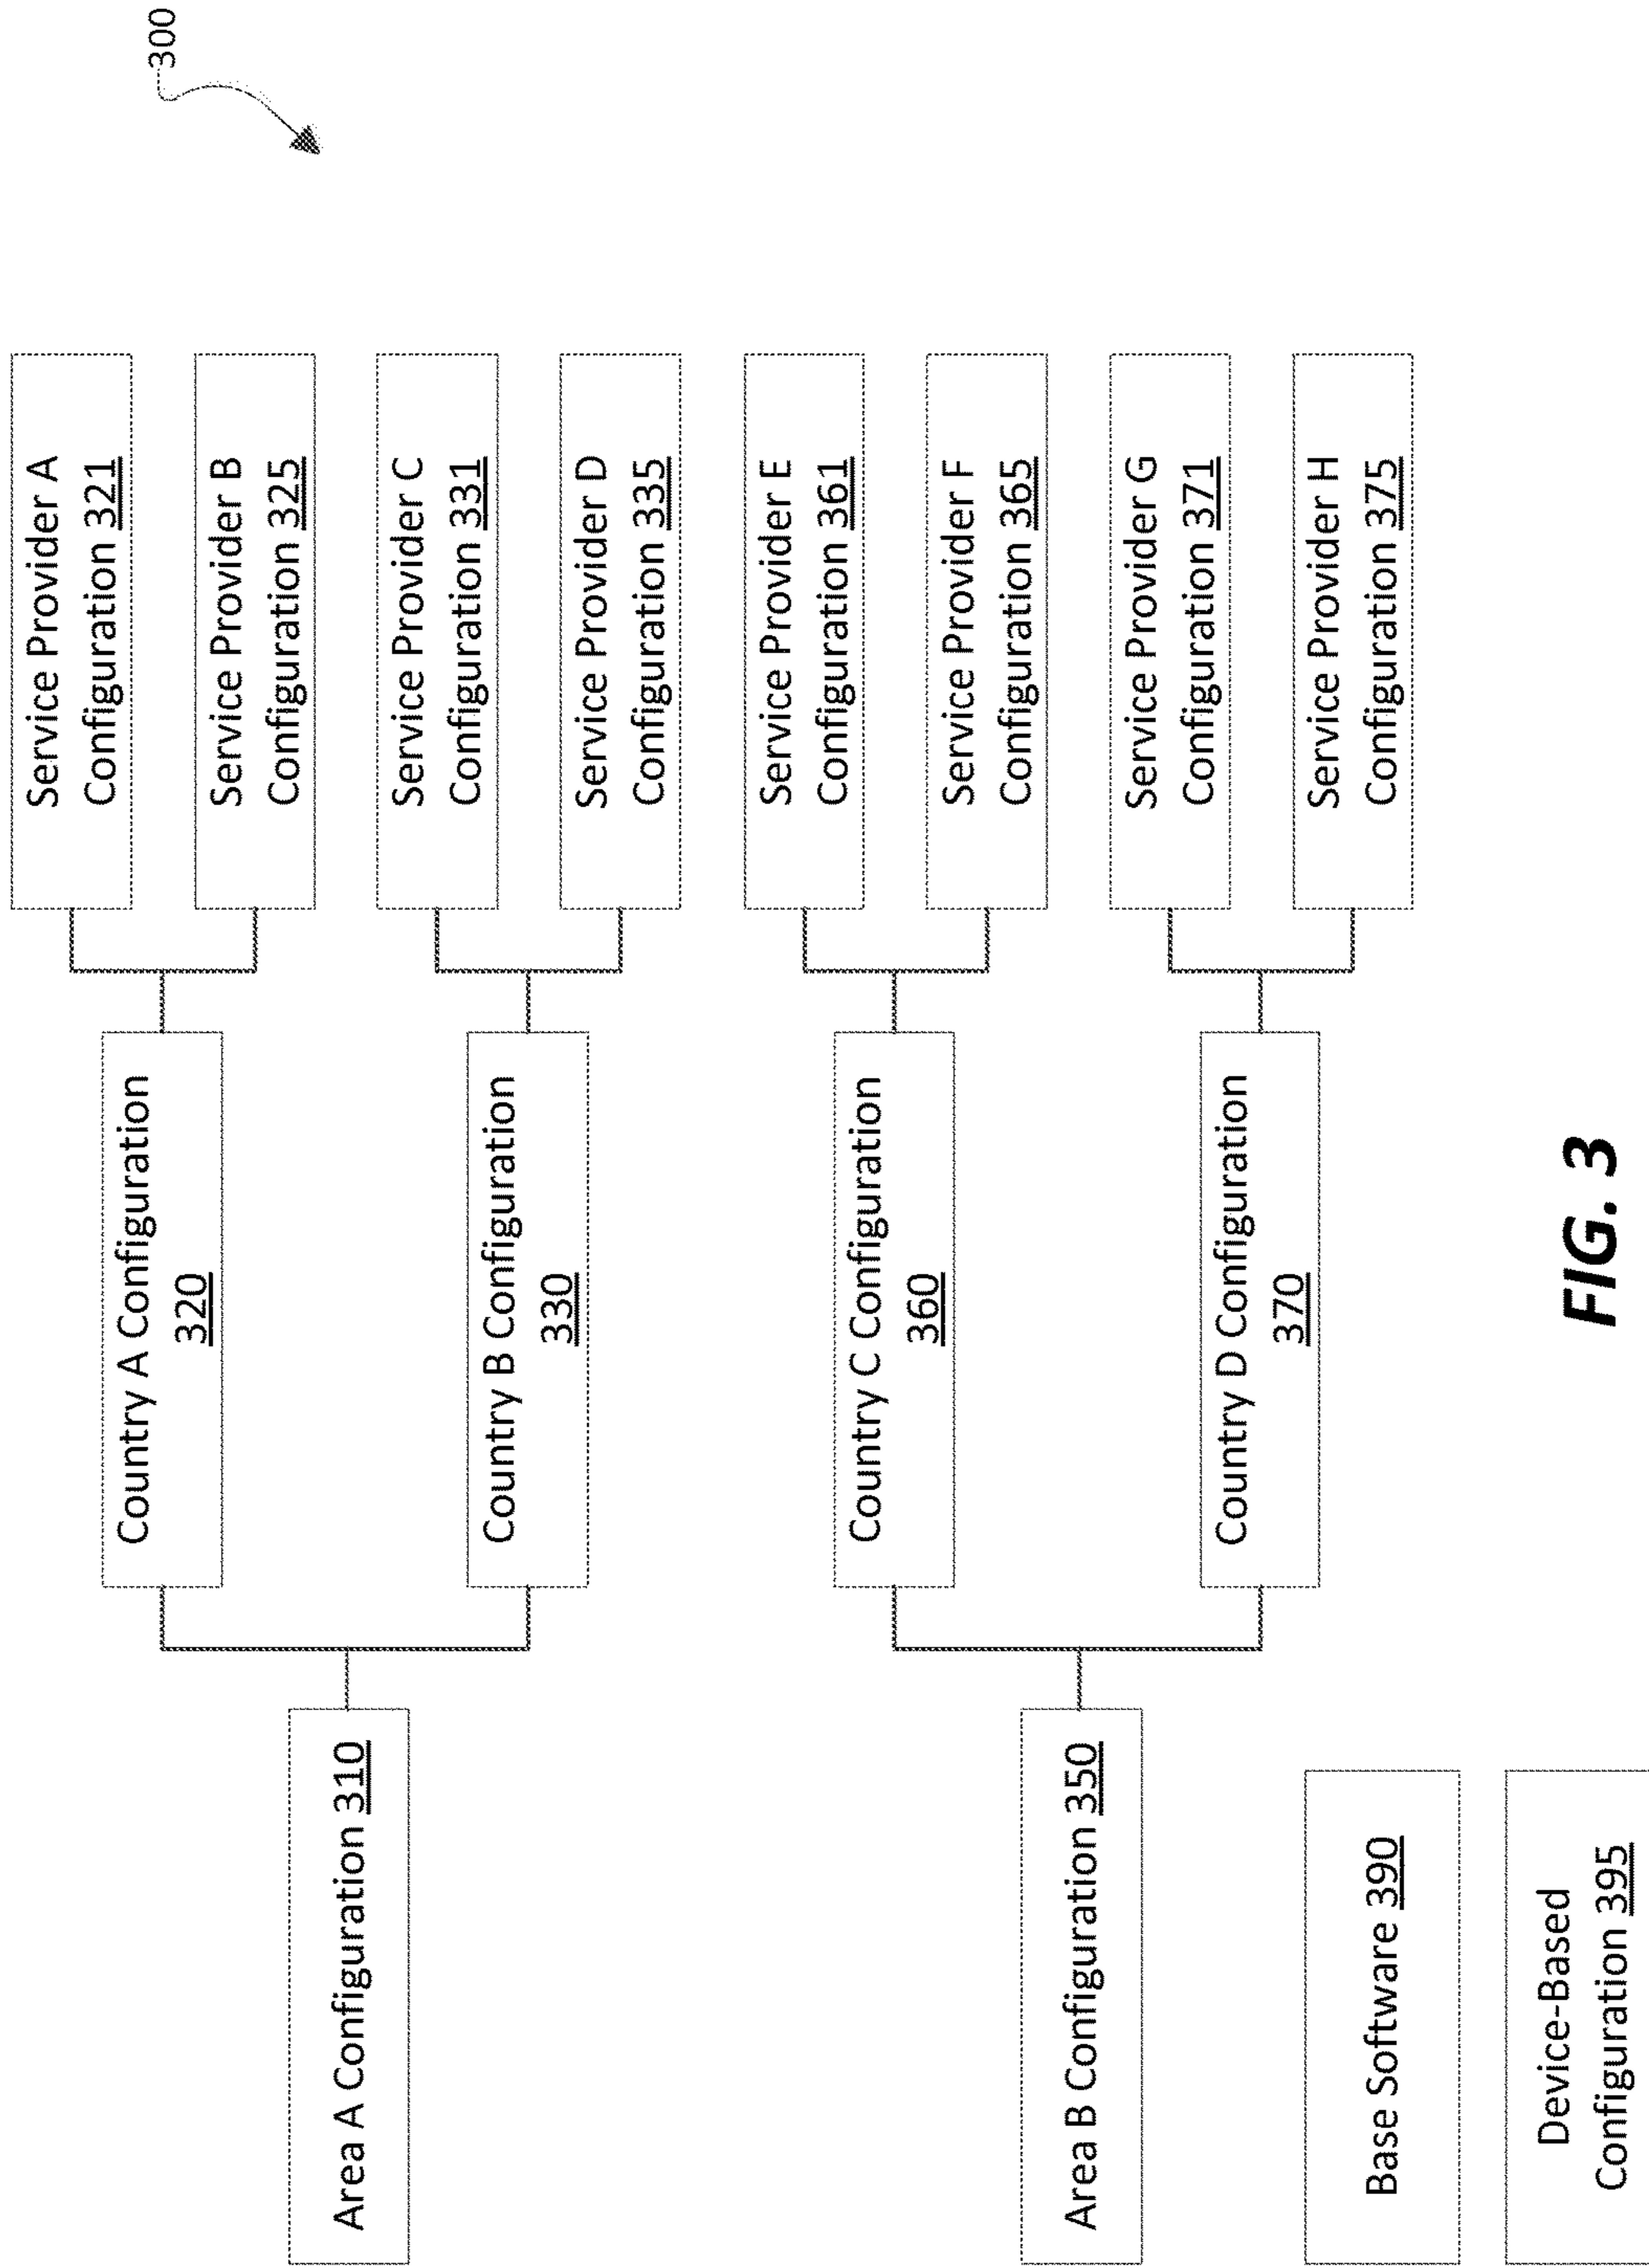 300
Area A Configuration 310
Country A Configuration
320
Service Provider A
Configuration 321
Service Provider B
Configuration 325
Country B Configuration
330
Service Provider C
Configuration 331
Service Provider D
Configuration 335
Area B Configuration 350
Country C Configuration
360
Service Provider E
Configuration 361
Service Provider F
Configuration 365
Country D Configuration
370
Service Provider G
Configuration 371
Service Provider H
Configuration 375
Base Software 390
Device-Based
Configuration 395
FIG. 3